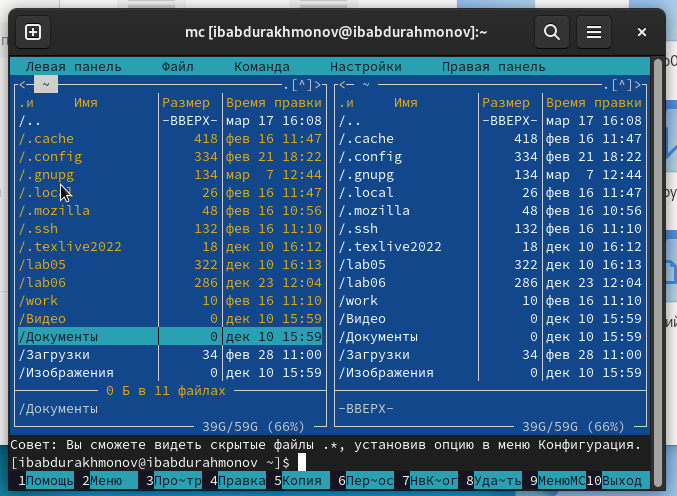 mc [ibabdurakhmonov@ibabdurahmonov]:~
Левая панель Файл Команда Настройки Правая панель
<— ~ .[^]> <— ~ .[^]>
.и Имя Размер Время правки .и Имя Размер Время правки
/.. -ВВЕРХ- мар 17 16:08 /.. -ВВЕРХ- мар 17 16:08
/.cache 418 фев 16 11:47 /.cache 418 фев 16 11:47
/.config 334 фев 21 18:22 /.config 334 фев 21 18:22
/.gnupg 134 мар 7 12:44 /.gnupg 134 мар 7 12:44
/.local 26 фев 16 11:47 /.local 26 фев 16 11:47
/.mozilla 48 фев 16 10:56 /.mozilla 48 фев 16 10:56
/.ssh 132 фев 16 11:10 /.ssh 132 фев 16 11:10
/.texlive2022 18 дек 10 16:12 /.texlive2022 18 дек 10 16:12
/lab05 322 дек 10 16:13 /lab05 322 дек 10 16:13
/lab06 286 дек 23 12:04 /lab06 286 дек 23 12:04
/work 10 фев 16 11:10 /work 10 фев 16 11:10
/Видео 0 дек 10 15:59 /Видео 0 дек 10 15:59
/Документы 0 дек 10 15:59 /Документы 0 дек 10 15:59
/Загрузки 34 фев 28 11:00 /Загрузки 34 фев 28 11:00
/Изображения 0 дек 10 15:59 /Изображения 0 дек 10 15:59
0 Б в 11 файлах
/Документы -ВВЕРХ-
39G/59G (66%) 39G/59G (66%)
Совет: Вы сможете видеть скрытые файлы .*, установив опцию в меню Конфигурация.
[ibabdurakhmonov@ibabdurahmonov ~]$
1Помощь 2Меню 3Про~тр 4Правка 5Копия 6Пер~ос 7НвК~ог 8Уда~ть 9МенюMC 10Выход